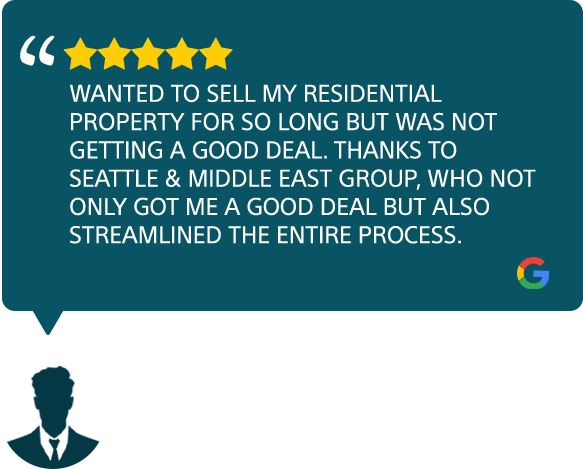 WANTED TO SELL MY RESIDENTIAL
PROPERTY FOR SO LONG BUT WAS NOT
GETTING A GOOD DEAL. THANKS TO
SEATTLE & MIDDLE EAST GROUP, WHO NOT
ONLY GOT ME A GOOD DEAL BUT ALSO
STREAMLINED THE ENTIRE PROCESS.